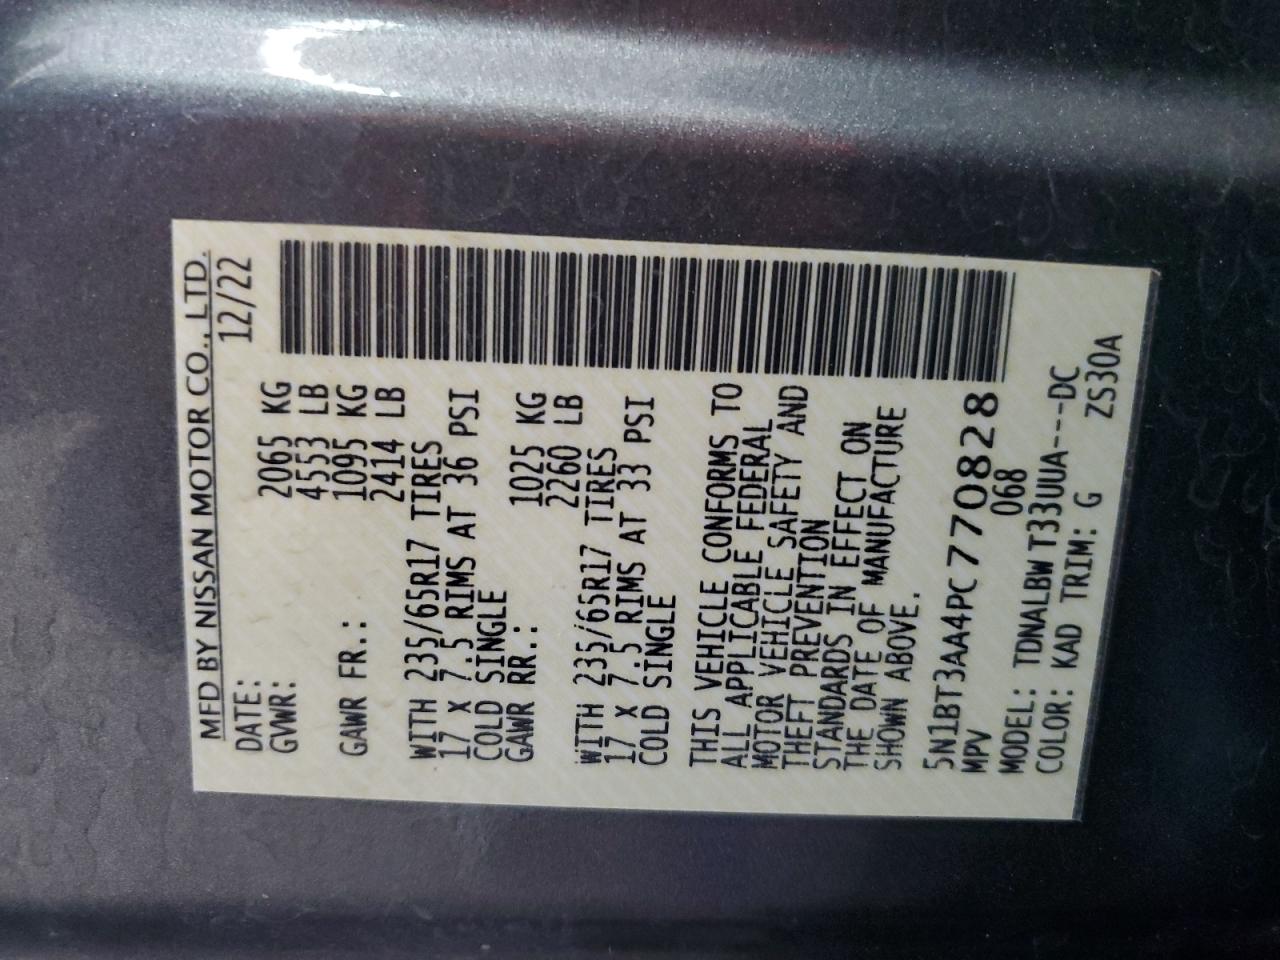 MFD BY NISSAN MOTOR CO., LTD.
DATE: 12/22
GVWR: 2065 KG
4553 LB
GAWR FR.: 1095 KG
2414 LB
WITH 235/65R17 TIRES
17 X 7.5 RIMS AT 36 PSI
COLD SINGLE
GAWR RR.: 1025 KG
2260 LB
WITH 235/65R17 TIRES
17 X 7.5 RIMS AT 33 PSI
COLD SINGLE
THIS VEHICLE CONFORMS TO
ALL APPLICABLE FEDERAL
MOTOR VEHICLE SAFETY AND
THEFT PREVENTION
STANDARDS IN EFFECT ON
THE DATE OF MANUFACTURE
SHOWN ABOVE.
5N1BT3AA4PC770828
MPV 068
MODEL: TDNALBWT33UUA---DC
COLOR: KAD TRIM: G ZS30A